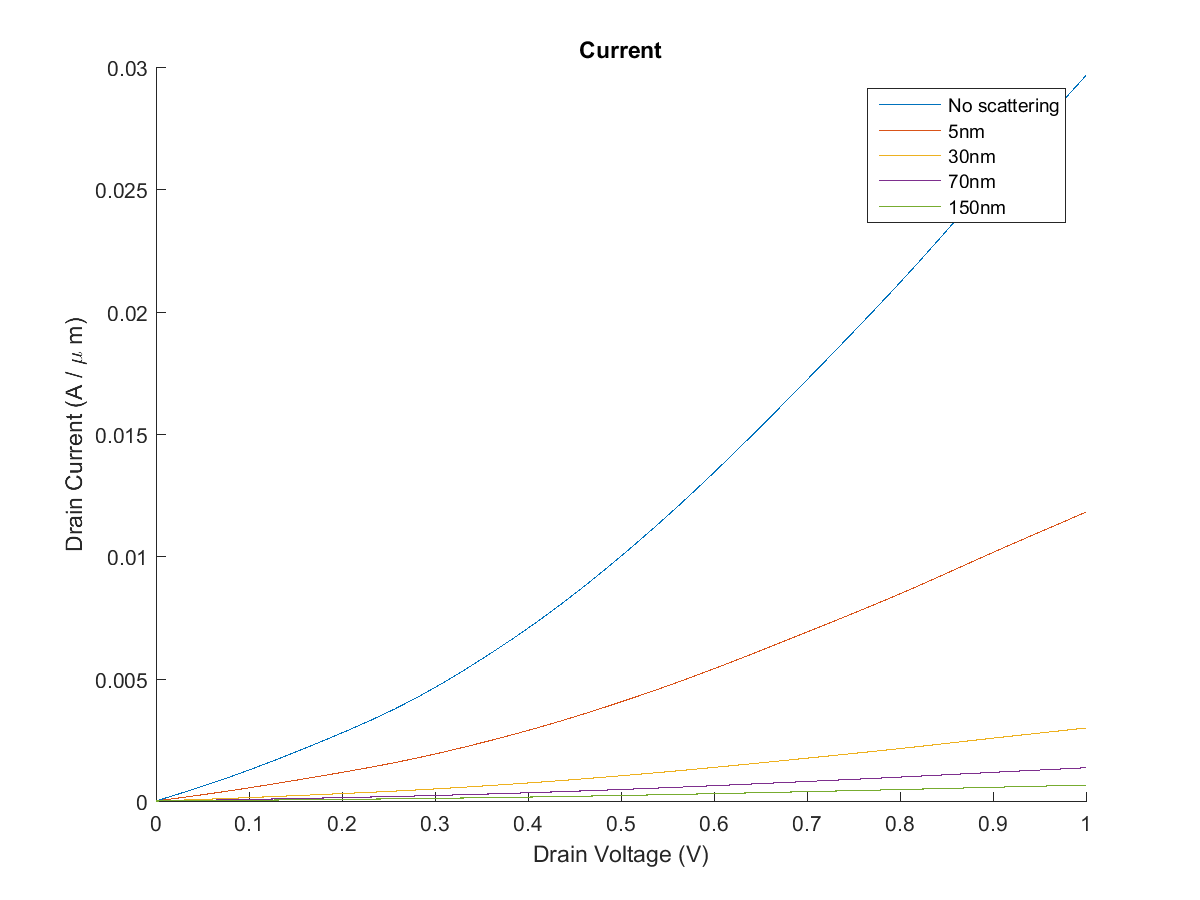 Current
0.03
0.025
0.02
0.015
0.01
0.005
0
Drain Current (A / μ m)
No scattering
5nm
30nm
70nm
150nm
0 0.1 0.2 0.3 0.4 0.5 0.6 0.7 0.8 0.9 1
Drain Voltage (V)